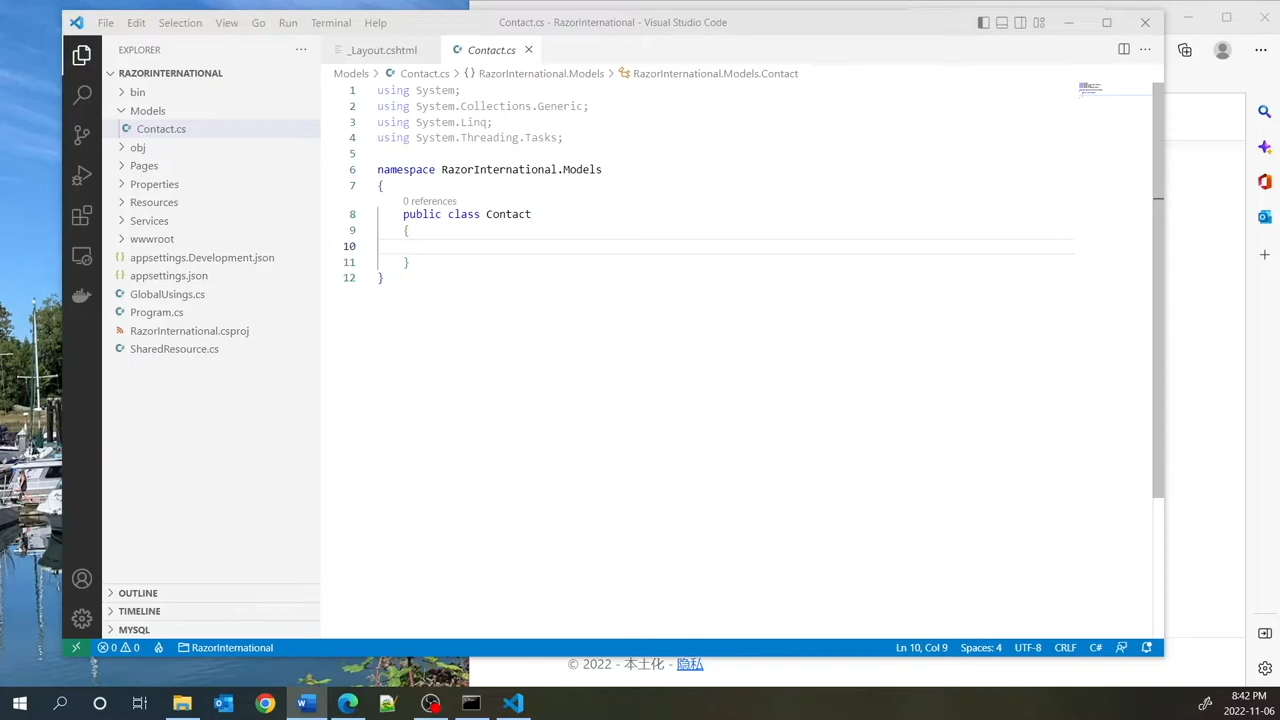 File Edit Selection View Go Run Terminal Help
Contact.cs - RazorInternational - Visual Studio Code
EXPLORER
RAZORINTERNATIONAL
bin
Models
Contact.cs
obj
Pages
Properties
Resources
Services
wwwroot
appsettings.Development.json
appsettings.json
GlobalUsings.cs
Program.cs
RazorInternational.csproj
SharedResource.cs
OUTLINE
TIMELINE
MYSQL
_Layout.cshtml
Contact.cs
Models > Contact.cs > {} RazorInternational.Models > RazorInternational.Models.Contact
1 using System;
2 using System.Collections.Generic;
3 using System.Linq;
4 using System.Threading.Tasks;
5
6 namespace RazorInternational.Models
7 {
0 references
8 public class Contact
9 {
10
11 }
12 }
0 0 RazorInternational
Ln 10, Col 9 Spaces: 4 UTF-8 CRLF C#
© 2022 - 本土化 - 隐私
8:42 PM
2022-11-06